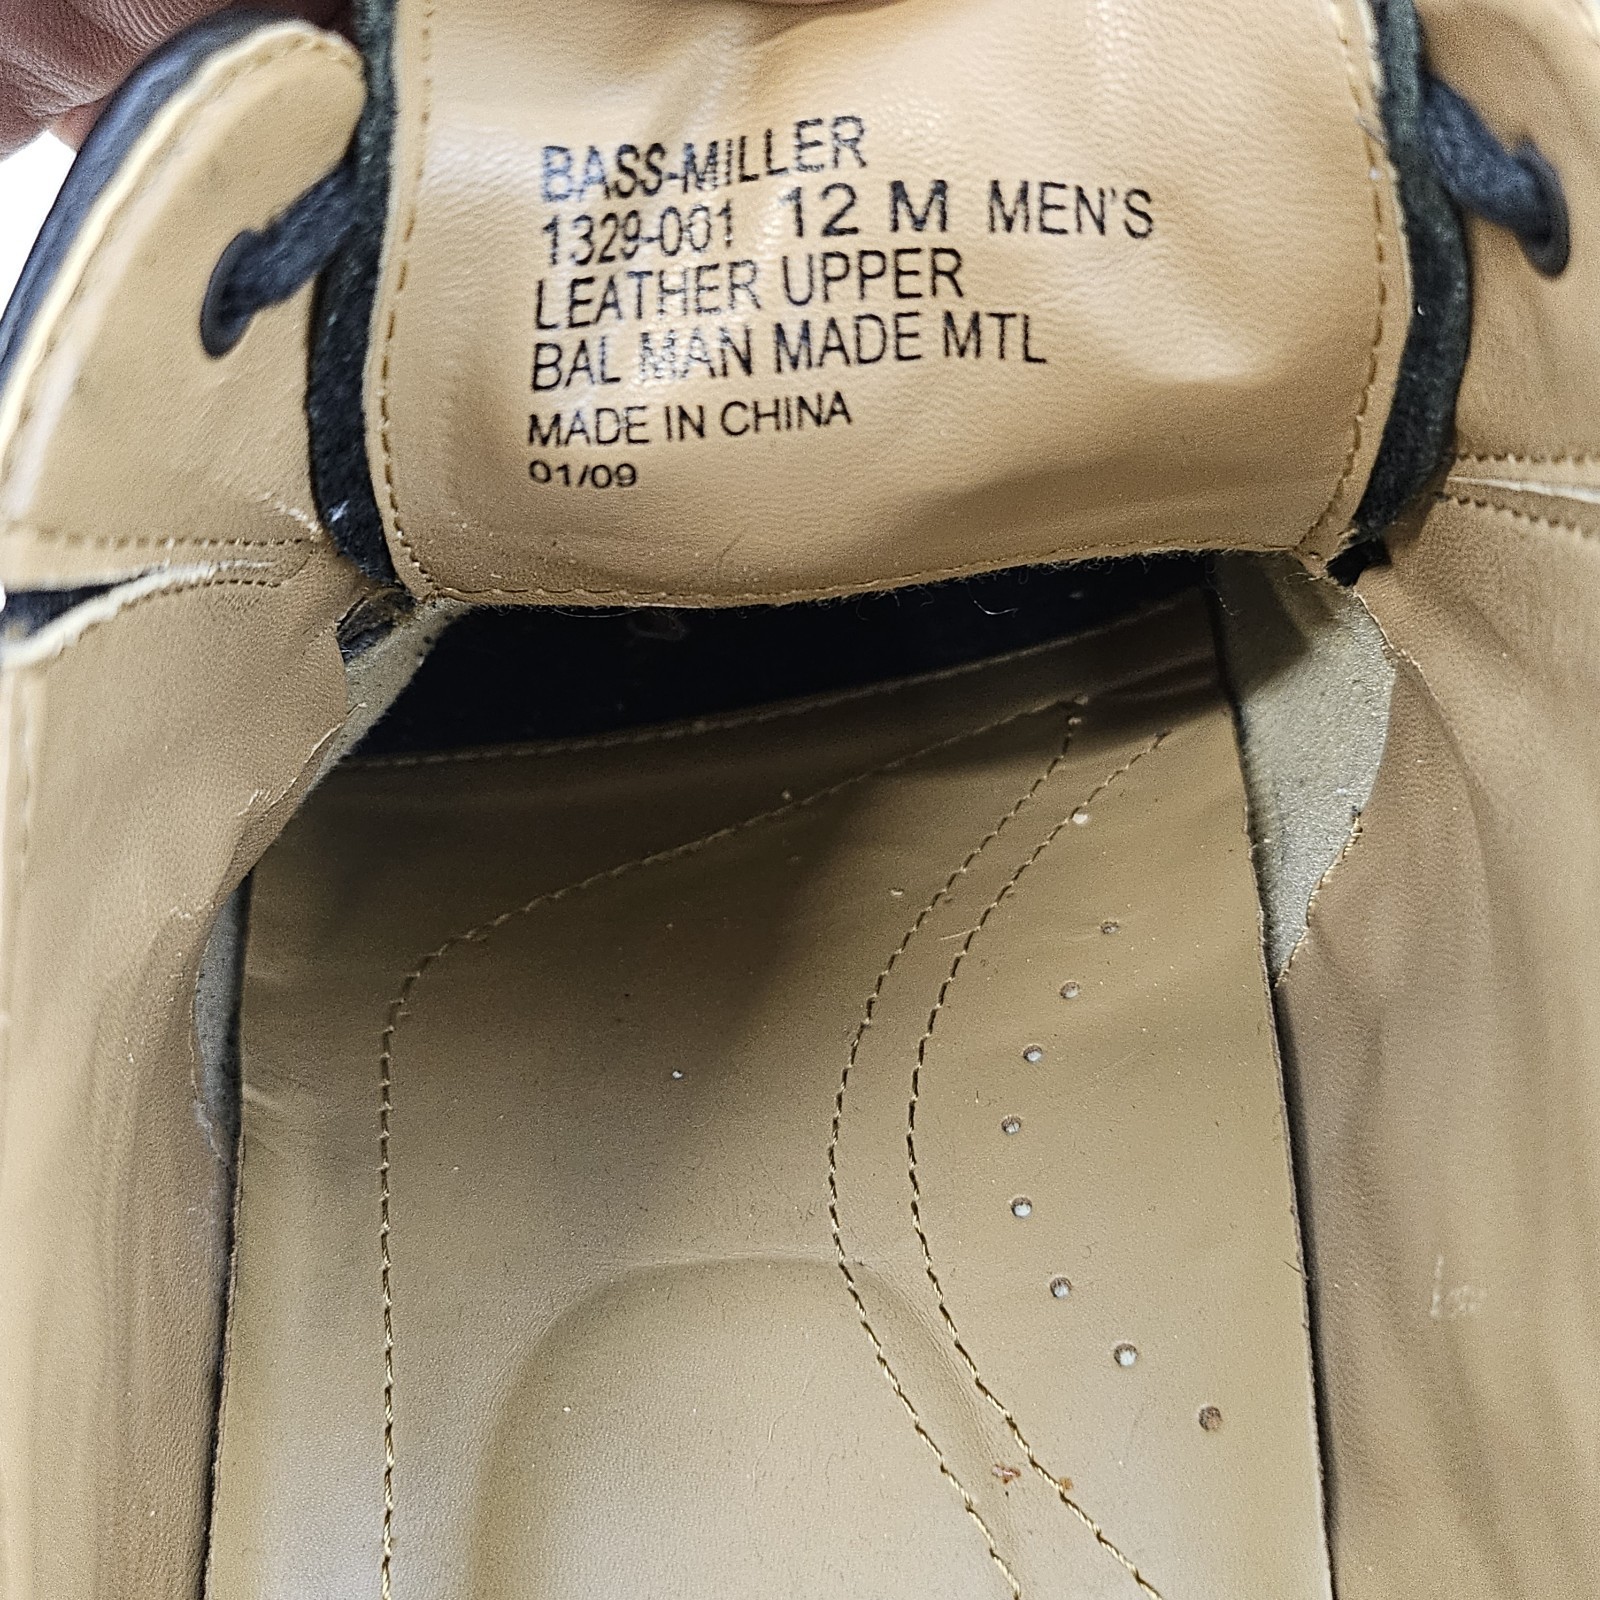 BASS-MILLER
1329-001 12 M MEN'S
LEATHER UPPER
BAL MAN MADE MTL
MADE IN CHINA
01/09